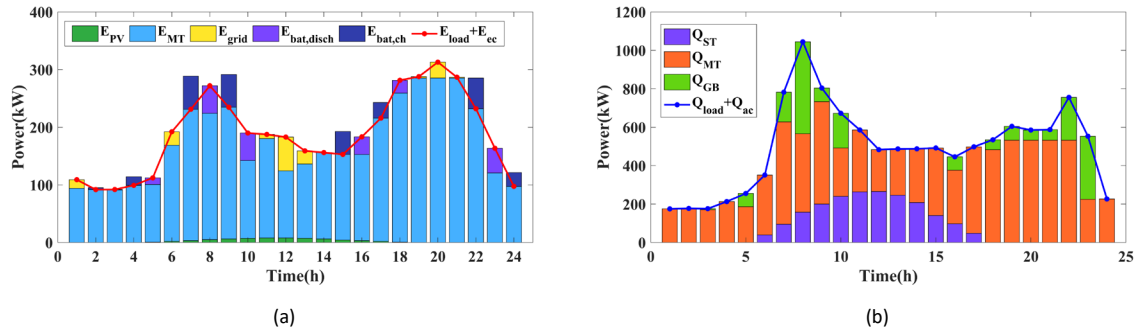 400
300
200
100
0
Power(kW)
E_PV E_MT E_grid E_bat,disch E_bat,ch E_load+E_ec
2 4 6 8 10 12 14 16 18 20 22 24
Time(h)
(a)
1200
1000
800
600
400
200
0
Power(kW)
Q_ST
Q_MT
Q_GB
Q_load+Q_ac
0 5 10 15 20 25
Time(h)
(b)